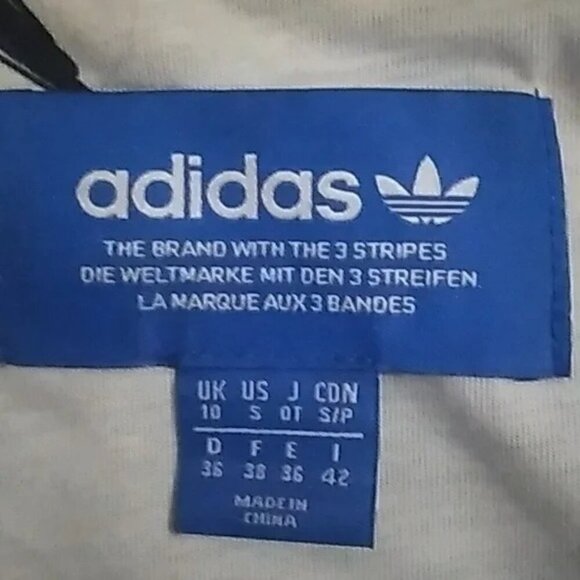 adidas
THE BRAND WITH THE 3 STRIPES
DIE WELTMARKE MIT DEN 3 STREIFEN
LA MARQUE AUX 3 BANDES
UK US J CDN
10 S OT S/P
D F E I
36 38 36 42
MADE IN
CHINA